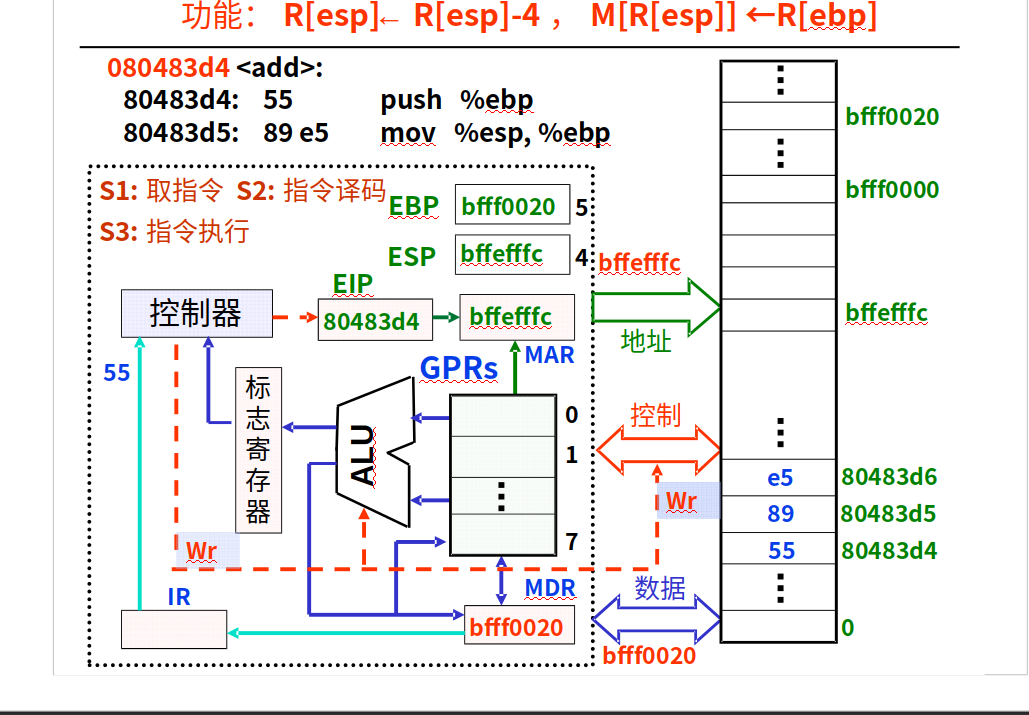 功能： R[esp]← R[esp]-4 ， M[R[esp]] ←R[ebp]
080483d4 <add>:
80483d4: 55 push %ebp
80483d5: 89 e5 mov %esp, %ebp
S1: 取指令 S2: 指令译码
S3: 指令执行
EBP bfff0020 5
ESP bffefffc 4
EIP
控制器
80483d4
bffefffc
MAR
bffefffc
地址
55
GPRs
标志寄存器
ALU
0
1
⋮
7
控制
Wr
Wr
IR
MDR
bfff0020
数据
bfff0020
⋮
bfff0020
⋮
bfff0000
bffefffc
⋮
e5 80483d6
89 80483d5
55 80483d4
⋮
0